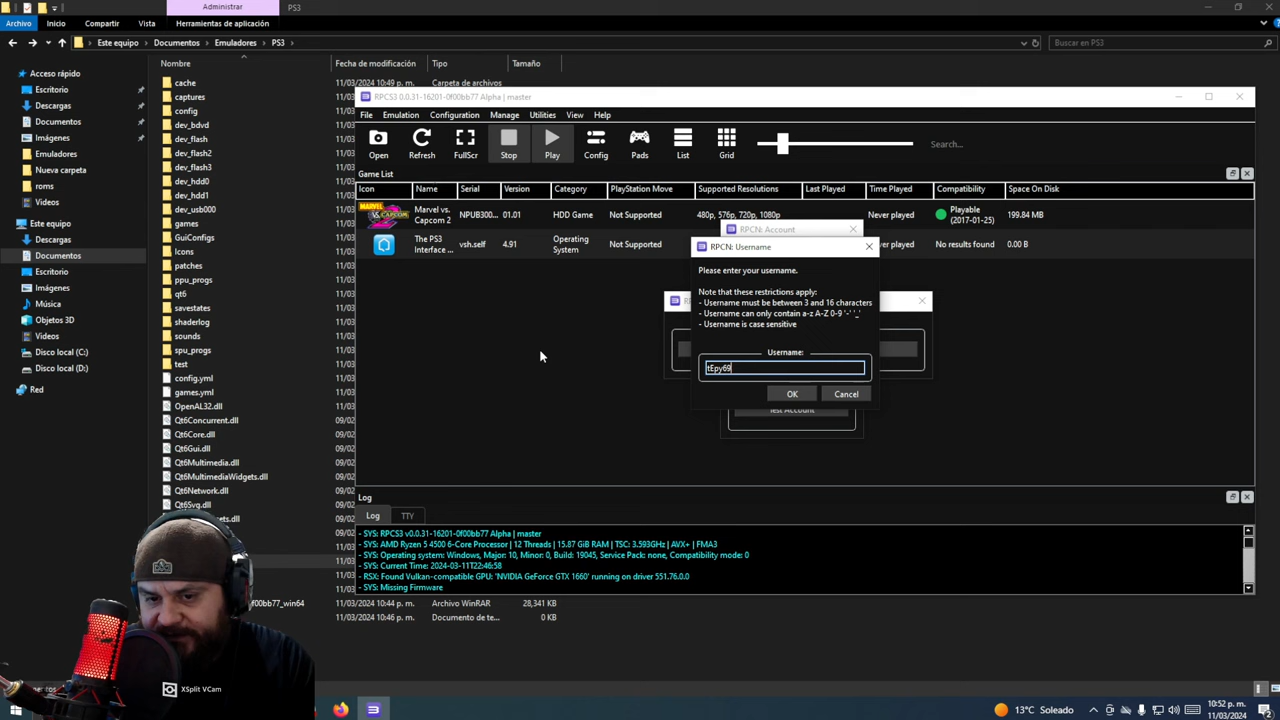 Administrar
PS3
Archivo
Inicio
Compartir
Vista
Herramientas de aplicación
Este equipo > Documentos > Emuladores > PS3 >
Buscar en PS3
Nombre
Fecha de modificación
Tipo
Tamaño
Acceso rápido
Escritorio
Descargas
Documentos
Imágenes
Emuladores
Nueva carpeta
roms
Videos
Este equipo
Descargas
Documentos
Escritorio
Imágenes
Música
Objetos 3D
Videos
Disco local (C:)
Disco local (D:)
Red
cache
captures
config
dev_bdvd
dev_flash
dev_flash2
dev_flash3
dev_hdd0
dev_hdd1
dev_usb000
games
GuiConfigs
Icons
patches
ppu_progs
qt6
savestates
shaderlog
sounds
spu_progs
test
config.yml
games.yml
OpenAL32.dll
Qt6Concurrent.dll
Qt6Core.dll
Qt6Gui.dll
Qt6Multimedia.dll
Qt6MultimediaWidgets.dll
Qt6Network.dll
Qt6Svg.dll
11/03/2024 10:49 p. m.
Carpeta de archivos
RPCS3 0.0.31-16201-0f00bb77 Alpha | master
File
Emulation
Configuration
Manage
Utilities
View
Help
Open
Refresh
FullScr
Stop
Play
Config
Pads
List
Grid
Search...
Game List
Icon
Name
Serial
Version
Category
PlayStation Move
Supported Resolutions
Last Played
Time Played
Compatibility
Space On Disk
MARVEL
CAPCOM
Marvel vs.
Capcom 2
NPUB300...
01.01
HDD Game
Not Supported
480p, 576p, 720p, 1080p
Never played
Playable
(2017-01-25)
199.84 MB
The PS3
Interface ...
vsh.self
4.91
Operating
System
Not Supported
No results found
0.00 B
RPCN: Account
RPCN: Username
Please enter your username.
Note that these restrictions apply:
- Username must be between 3 and 16 characters
- Username can only contain a-z A-Z 0-9 '-' '_'
- Username is case sensitive
Username:
tEpy69
OK
Cancel
Test Account
Log
Log
TTY
- SYS: RPCS3 v0.0.31-16201-0f00bb77 Alpha | master
- SYS: AMD Ryzen 5 4500 6-Core Processor | 12 Threads | 15.87 GiB RAM | TSC: 3.593GHz | AVX+ | FMA3
- SYS: Operating system: Windows, Major: 10, Minor: 0, Build: 19045, Service Pack: none, Compatibility mode: 0
- SYS: Current Time: 2024-03-11T22:46:58
- RSX: Found Vulkan-compatible GPU: 'NVIDIA GeForce GTX 1660' running on driver 551.76.0.0
- SYS: Missing Firmware
f00bb77_win64
11/03/2024 10:44 p. m.
Archivo WinRAR
28,341 KB
11/03/2024 10:46 p. m.
Documento de te...
0 KB
XSplit VCam
13°C Soleado
10:52 p. m.
11/03/2024